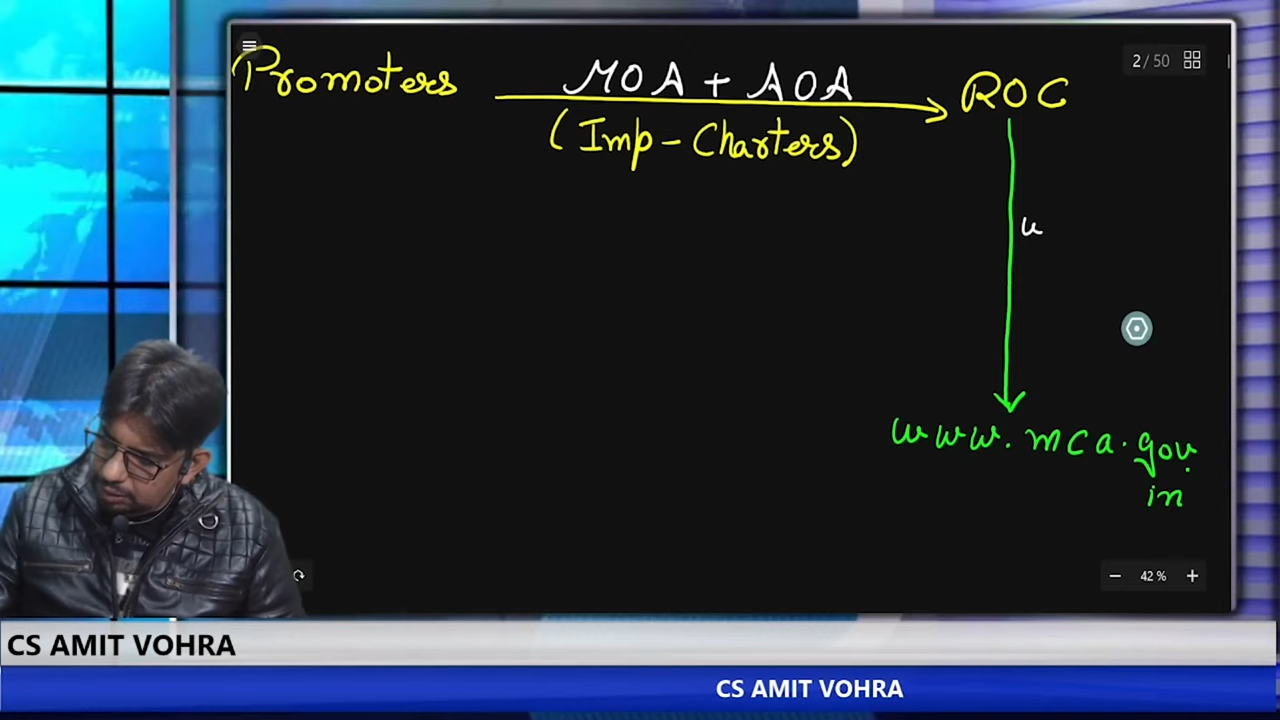 Promoters MOA + AOA ROC
(Imp - Charters)
u
www.mca.gov.
in
2/50
42 %
CS AMIT VOHRA
CS AMIT VOHRA